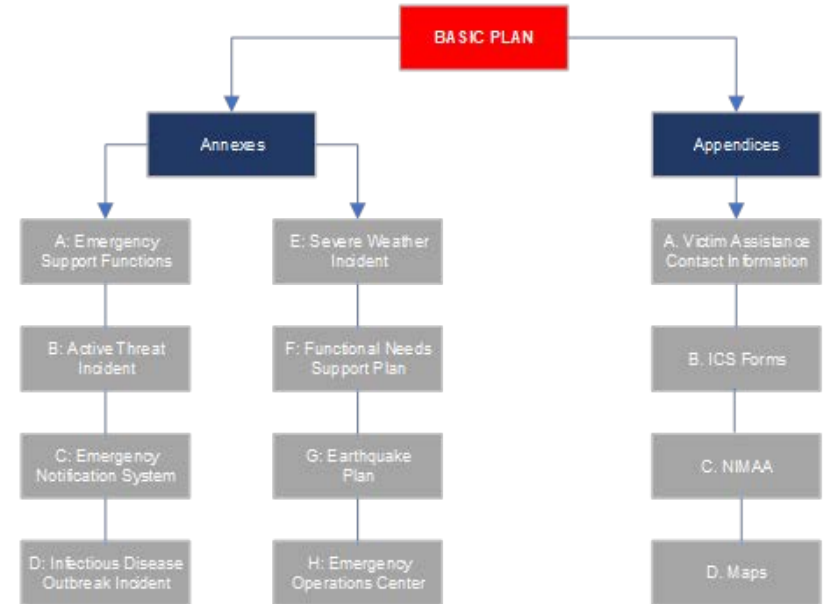 BASIC PLAN
Annexes
Appendices
A: Emergency
Support Functions
B: Active Threat
Incident
C: Emergency
Notification System
D: Infectious Disease
Outbreak Incident
E: Severe Weather
Incident
F: Functional Needs
Support Plan
G: Earthquake
Plan
H: Emergency
Operations Center
A. Victim Assistance
Contact Information
B. ICS Forms
C. NIMAA
D. Maps